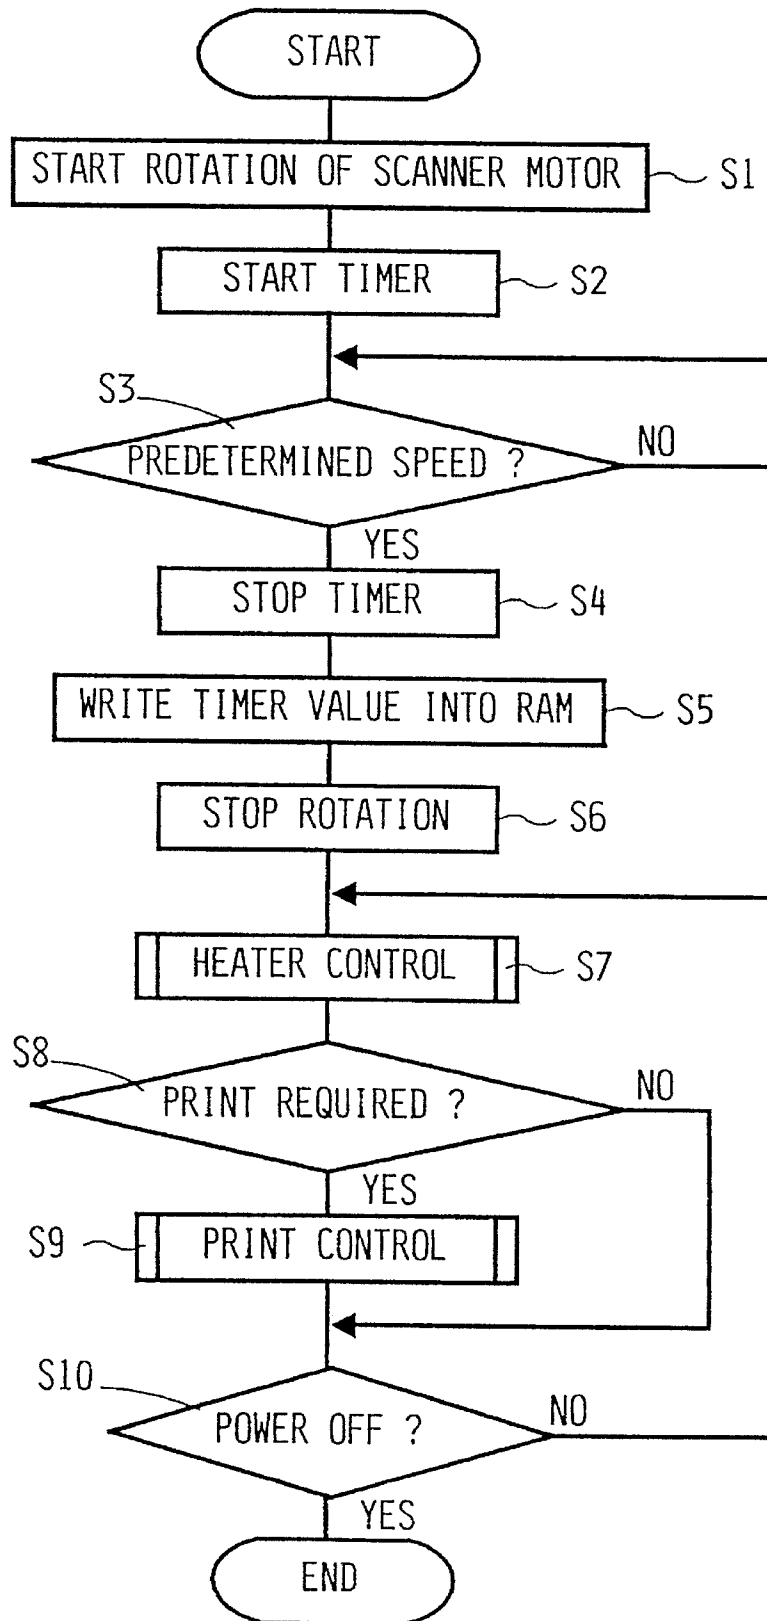 START
START ROTATION OF SCANNER MOTOR S1
START TIMER S2
S3
PREDETERMINED SPEED ?
NO
YES
STOP TIMER S4
WRITE TIMER VALUE INTO RAM S5
STOP ROTATION S6
HEATER CONTROL S7
S8
PRINT REQUIRED ?
NO
YES
S9 PRINT CONTROL
S10
POWER OFF ?
NO
YES
END